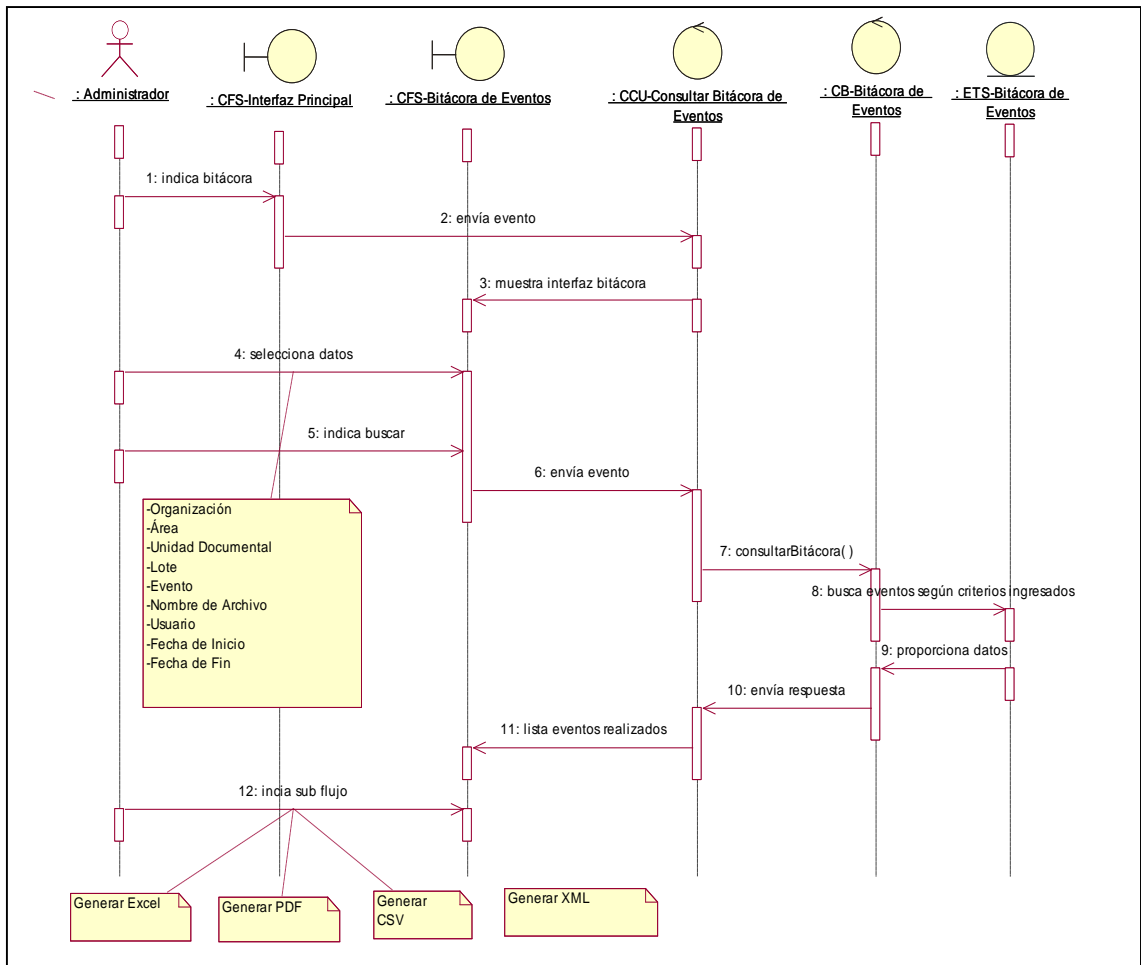 : Administrador
: CFS-Interfaz Principal
: CFS-Bitácora de Eventos
: CCU-Consultar Bitácora de
Eventos
: CB-Bitácora de
Eventos
: ETS-Bitácora de
Eventos
1: indica bitácora
2: envía evento
3: muestra interfaz bitácora
4: selecciona datos
5: indica buscar
6: envía evento
-Organización
-Área
-Unidad Documental
-Lote
-Evento
-Nombre de Archivo
-Usuario
-Fecha de Inicio
-Fecha de Fin
7: consultarBitácora( )
8: busca eventos según criterios ingresados
9: proporciona datos
10: envía respuesta
11: lista eventos realizados
12: incia sub flujo
Generar Excel
Generar PDF
Generar
CSV
Generar XML